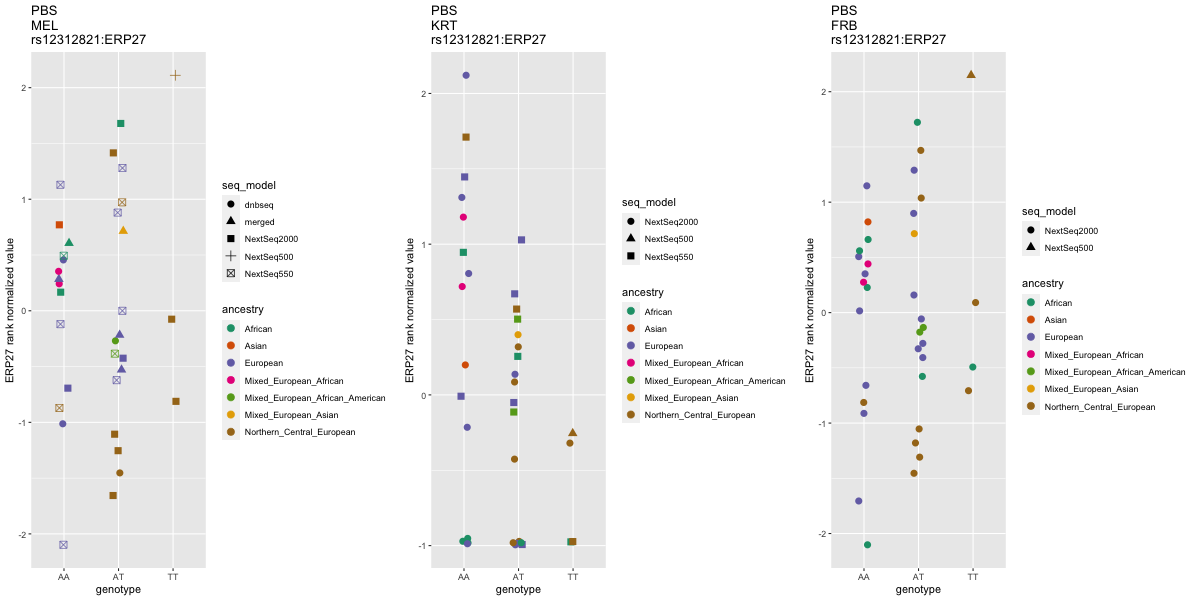 PBS
MEL
rs12312821:ERP27
ERP27 rank normalized value
2
1
0
-1
-2
AA
AT
TT
genotype
seq_model
dnbseq
merged
NextSeq2000
NextSeq500
NextSeq550
ancestry
African
Asian
European
Mixed_European_African
Mixed_European_African_American
Mixed_European_Asian
Northern_Central_European
PBS
KRT
rs12312821:ERP27
ERP27 rank normalized value
2
1
0
-1
AA
AT
TT
genotype
seq_model
NextSeq2000
NextSeq500
NextSeq550
ancestry
African
Asian
European
Mixed_European_African
Mixed_European_African_American
Mixed_European_Asian
Northern_Central_European
PBS
FRB
rs12312821:ERP27
ERP27 rank normalized value
2
1
0
-1
-2
AA
AT
TT
genotype
seq_model
NextSeq2000
NextSeq500
ancestry
African
Asian
European
Mixed_European_African
Mixed_European_African_American
Mixed_European_Asian
Northern_Central_European